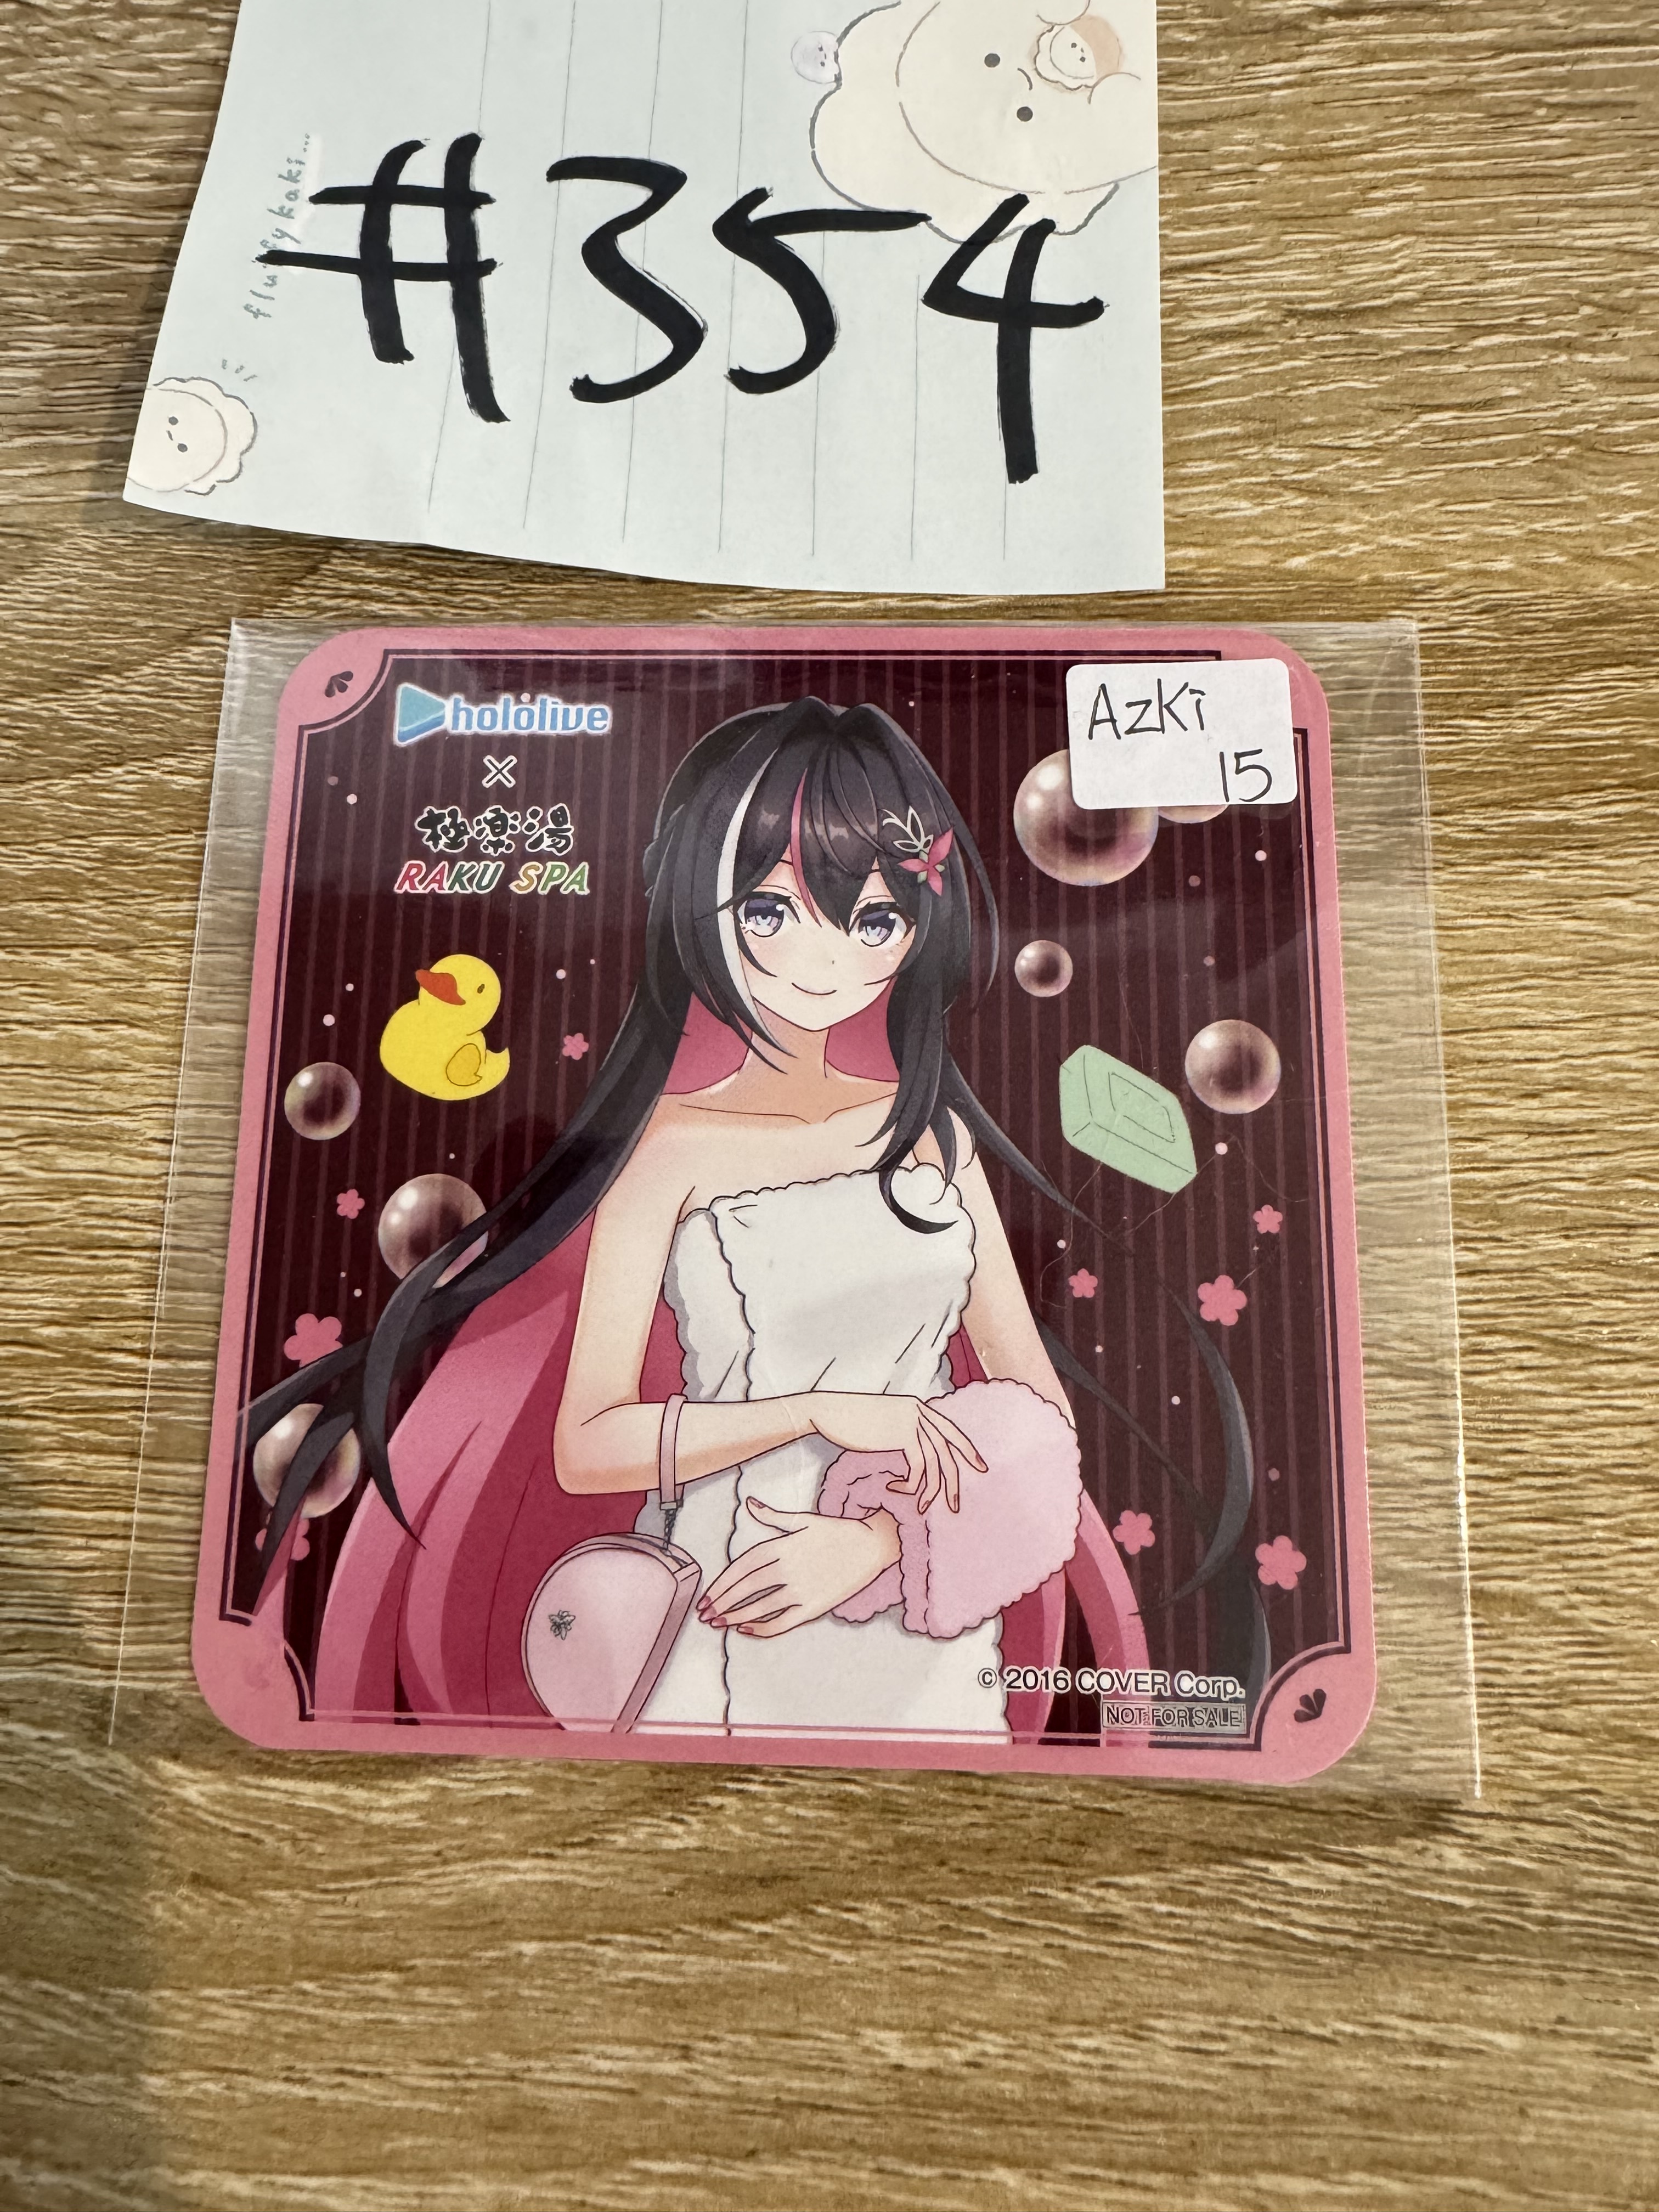 fluffy kaki...
#354
hololive
×
極楽湯
RAKU SPA
AZKi
15
© 2016 COVER Corp.
NOT FOR SALE